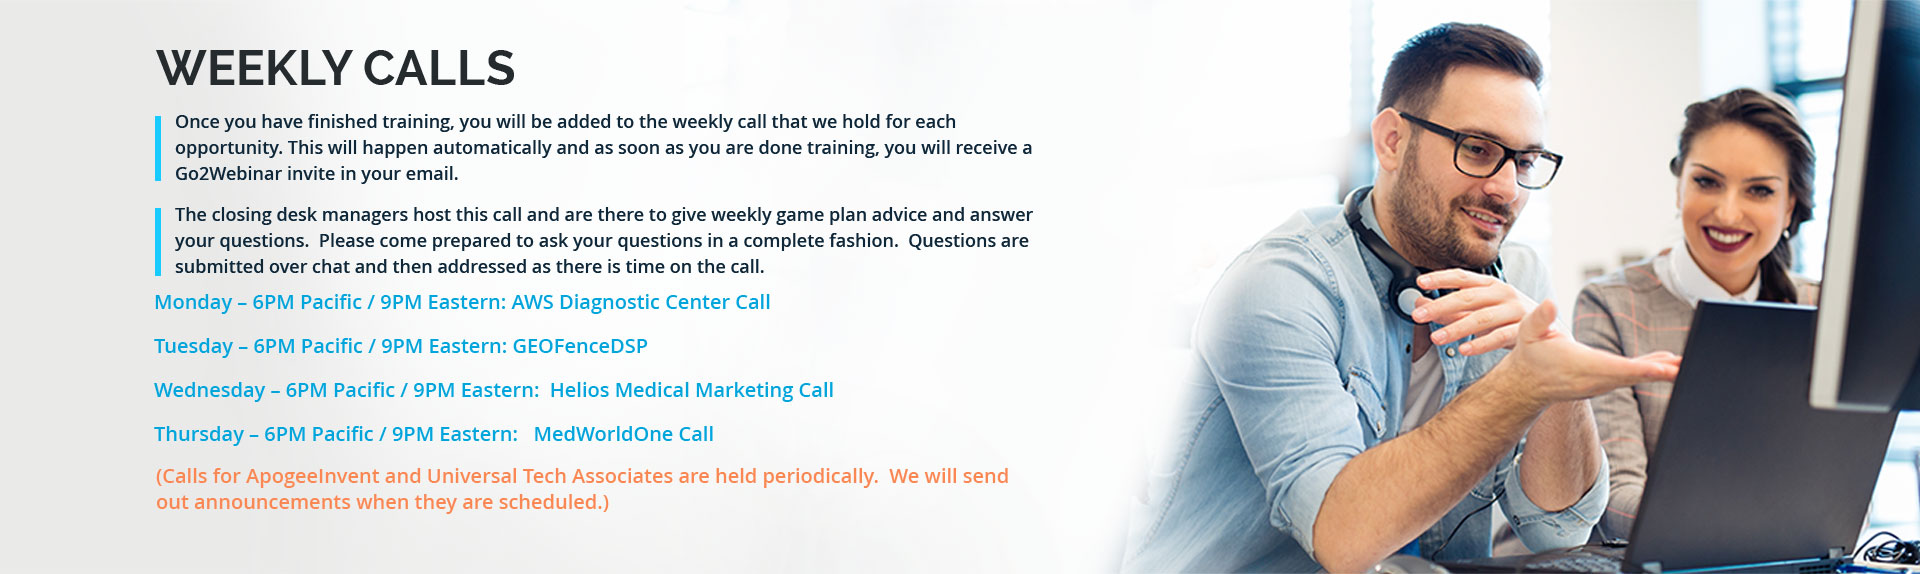 WEEKLY CALLS
Once you have finished training, you will be added to the weekly call that we hold for each
opportunity. This will happen automatically and as soon as you are done training, you will receive a
Go2Webinar invite in your email.
The closing desk managers host this call and are there to give weekly game plan advice and answer
your questions.  Please come prepared to ask your questions in a complete fashion.  Questions are
submitted over chat and then addressed as there is time on the call.
Monday – 6PM Pacific / 9PM Eastern: AWS Diagnostic Center Call
Tuesday – 6PM Pacific / 9PM Eastern: GEOFenceDSP
Wednesday – 6PM Pacific / 9PM Eastern:  Helios Medical Marketing Call
Thursday – 6PM Pacific / 9PM Eastern:   MedWorldOne Call
(Calls for ApogeeInvent and Universal Tech Associates are held periodically.  We will send
out announcements when they are scheduled.)